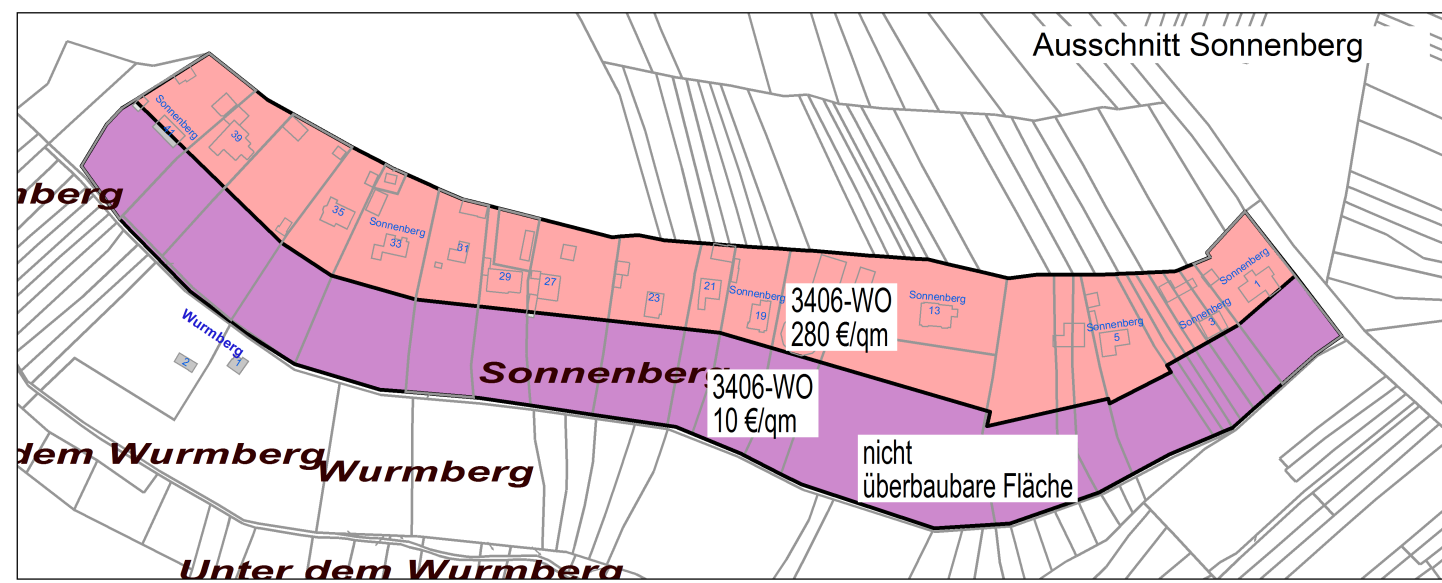 Ausschnitt Sonnenberg
Sonnenberg
41
39
nberg
35
Sonnenberg
33
31
29
27
23
21
Sonnenberg
19
3406-WO
280 €/qm
Sonnenberg
13
Sonnenberg
5
Sonnenberg
3
Sonnenberg
1
Wurmberg
2
1
Sonnenberg
3406-WO
10 €/qm
nicht
überbaubare Fläche
dem Wurmberg
Wurmberg
Unter dem Wurmberg